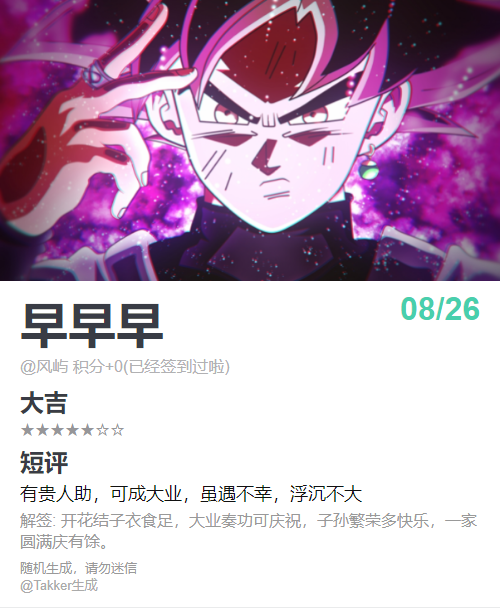 早早早
08/26
@风屿 积分+0(已经签到过啦)
大吉
★★★★★☆☆
短评
有贵人助，可成大业，虽遇不幸，浮沉不大
解签: 开花结子衣食足，大业奏功可庆祝，子孙繁荣多快乐，一家
圆满庆有馀。
随机生成，请勿迷信
@Takker生成